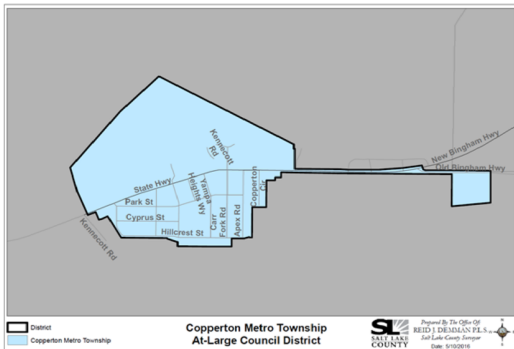 New Bingham Hwy
Old Bingham Hwy
Kennecott
Rd
State Hwy
Copperton
Cir
Yampa
Heights WY
Park St
Cyprus St
Hillcrest St
Carr
Fork Rd
Apex Rd
Kennecott Rd
District
Copperton Metro Township
Copperton Metro Township
At-Large Council District
SL
SALT LAKE
COUNTY
Prepared By The Office Of:
REID J. DEMMAN P.L.S.
Salt Lake County Surveyor
Date: 5/10/2016